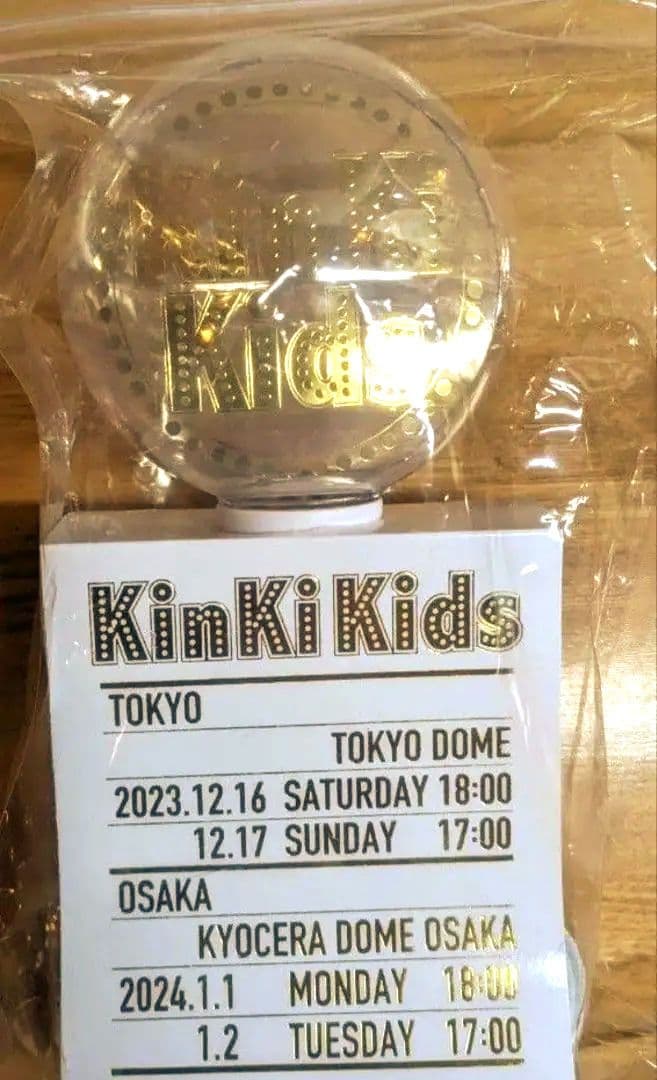 KinKi
Kids
KinKi Kids
TOKYO
TOKYO DOME
2023.12.16 SATURDAY 18:00
12.17 SUNDAY 17:00
OSAKA
KYOCERA DOME OSAKA
2024.1.1 MONDAY 18:00
1.2 TUESDAY 17:00